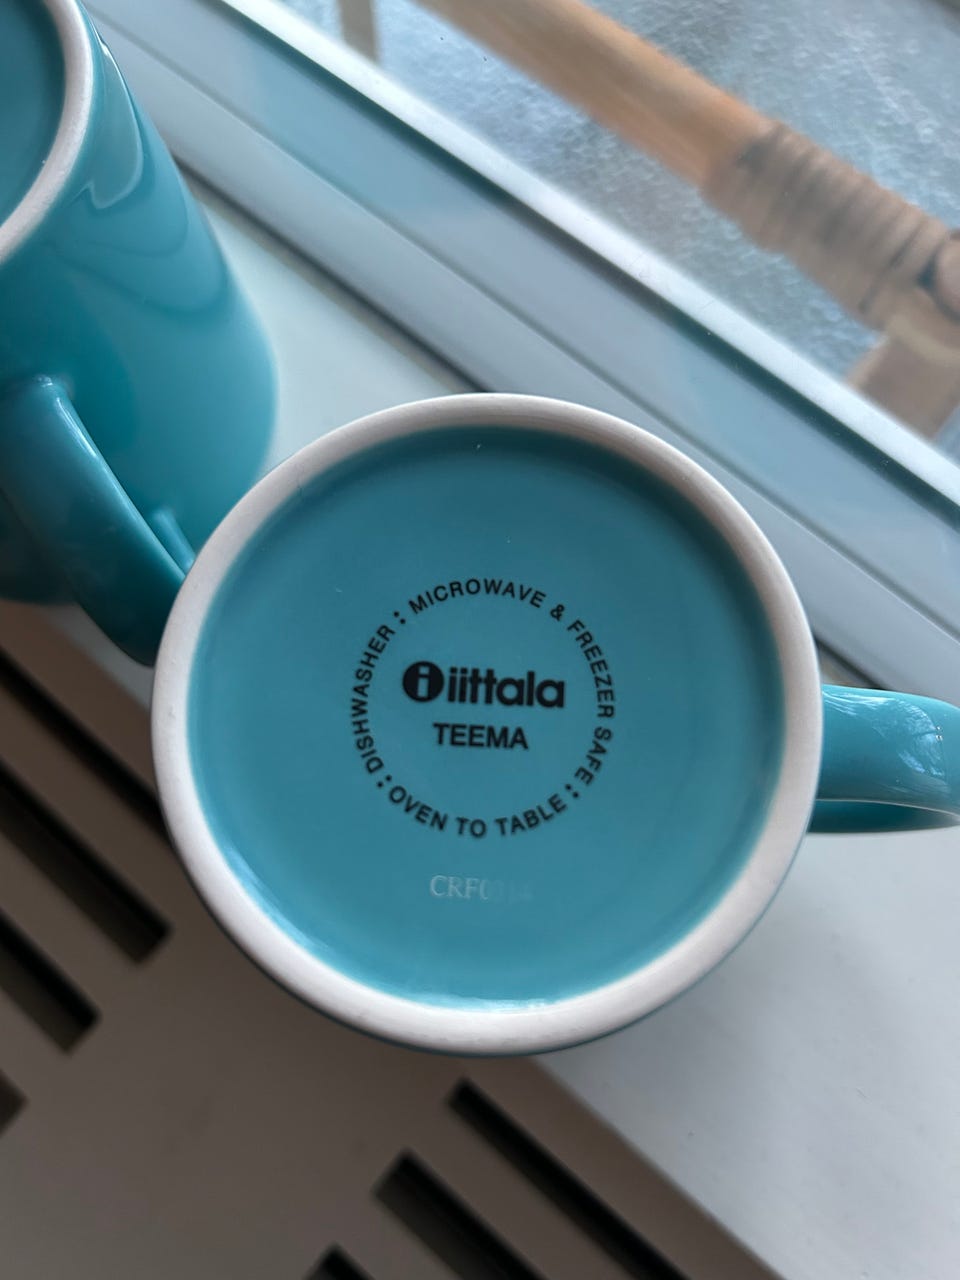 MICROWAVE & FREEZER SAFE : OVEN TO TABLE : DISHWASHER :
i iittala
TEEMA